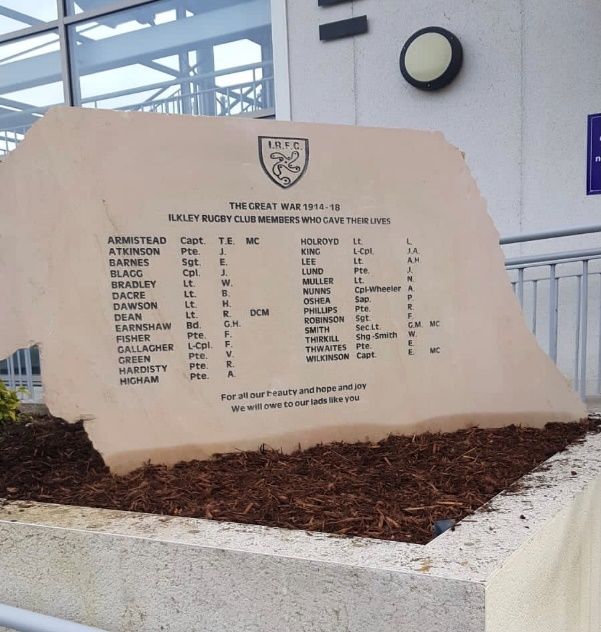 I.R.F.C.
THE GREAT WAR 1914-18
ILKLEY RUGBY CLUB MEMBERS WHO GAVE THEIR LIVES
ARMISTEAD Capt. T.E. MC
ATKINSON Pte. J.
BARNES Sgt. E.
BLAGG Cpl. J.
BRADLEY Lt. W.
DACRE Lt. B.
DAWSON Lt. H.
DEAN Lt. R. DCM
EARNSHAW Bd. G.H.
FISHER Pte. F.
GALLAGHER L-Cpl. F.
GREEN Pte. V.
HARDISTY Pte. R.
HIGHAM Pte. A.
HOLROYD Lt. L.
KING L-Cpl. J.A.
LEE Lt. A.H
LUND Pte. J.
MULLER Lt. N.
NUNNS Cpl-Wheeler A.
OSHEA Sap. P.
PHILLIPS Pte. R.
ROBINSON Sgt. F.
SMITH Sec.Lt. G.M. MC
THIRKILL Shg-Smith W.
THWAITES Pte. E.
WILKINSON Capt. E. MC
For all our beauty and hope and joy
We will owe to our lads like you